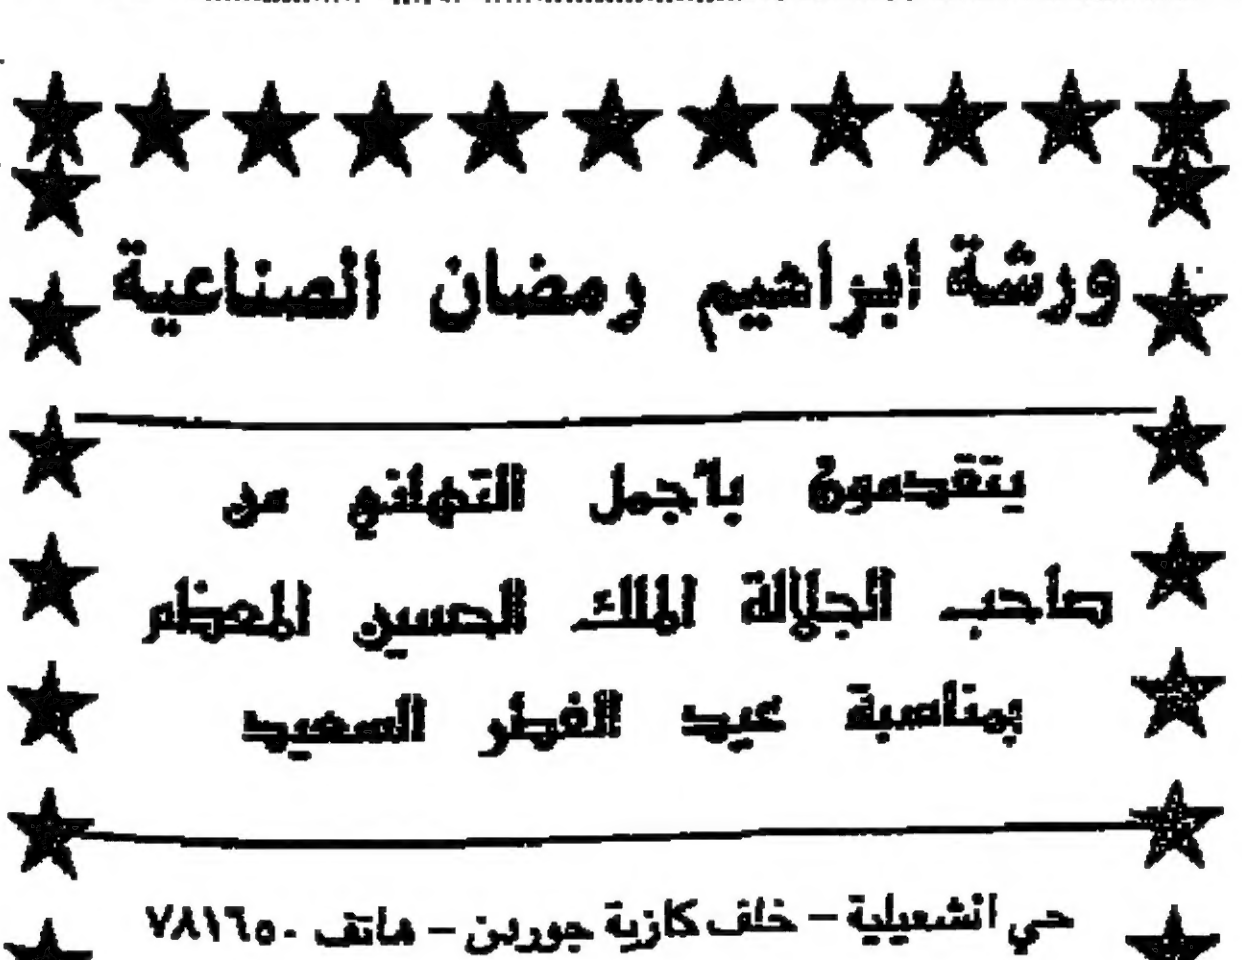 ورشة ابراهيم رمضان الصناعية
يتقدمون بأجمل التهاني من
صاحب الجلالة الملك الحسين المعظم
بمناسبة عيد الفطر السعيد
حي - خلف كازية جوردن - هاتف ٧٨١٦٥٠